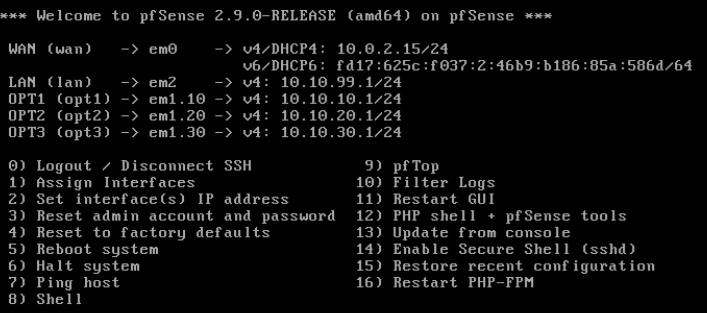 *** Welcome to pfSense 2.9.0-RELEASE (amd64) on pfSense ***
WAN (wan) -> em0 -> v4/DHCP4: 10.0.2.15/24
v6/DHCP6: fd17:625c:f037:2:46b9:b186:85a:586d/64
LAN (lan) -> em2 -> v4: 10.10.99.1/24
OPT1 (opt1) -> em1.10 -> v4: 10.10.10.1/24
OPT2 (opt2) -> em1.20 -> v4: 10.10.20.1/24
OPT3 (opt3) -> em1.30 -> v4: 10.10.30.1/24
0) Logout / Disconnect SSH 9) pfTop
1) Assign Interfaces 10) Filter Logs
2) Set interface(s) IP address 11) Restart GUI
3) Reset admin account and password 12) PHP shell + pfSense tools
4) Reset to factory defaults 13) Update from console
5) Reboot system 14) Enable Secure Shell (sshd)
6) Halt system 15) Restore recent configuration
7) Ping host 16) Restart PHP-FPM
8) Shell